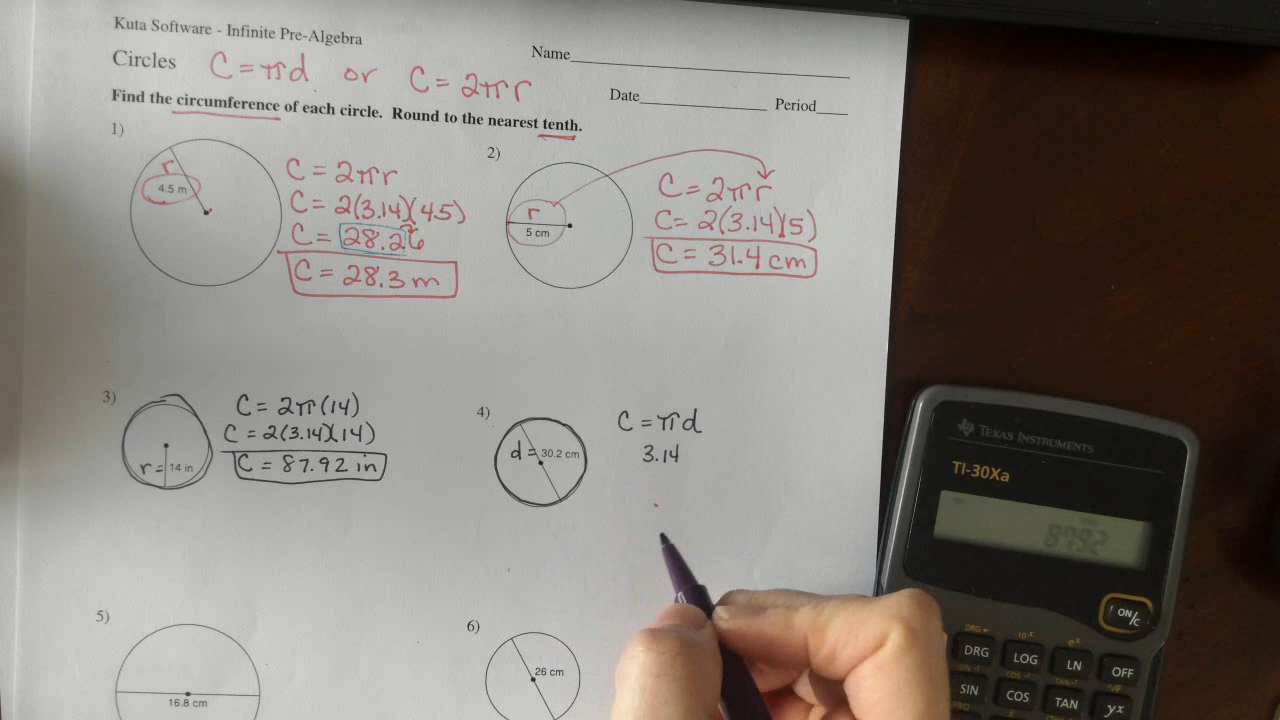 Kuta Software - Infinite Pre-Algebra
Name
Circles C = πd or C = 2πr
Date Period
Find the circumference of each circle. Round to the nearest tenth.
1)
r
4.5 m
C = 2πr
C = 2(3.14)(4.5)
C = 28.26
C = 28.3 m
2)
r
5 cm
C = 2πr
C = 2(3.14)(5)
C = 31.4 cm
3)
r = 14 in
C = 2π(14)
C = 2(3.14)(14)
C = 87.92 in
4)
d = 30.2 cm
C = πd
3.14
5)
16.8 cm
6)
26 cm
TEXAS INSTRUMENTS
TI-30Xa
87.92
ON/C
DRG LOG LN OFF
SIN COS TAN yx